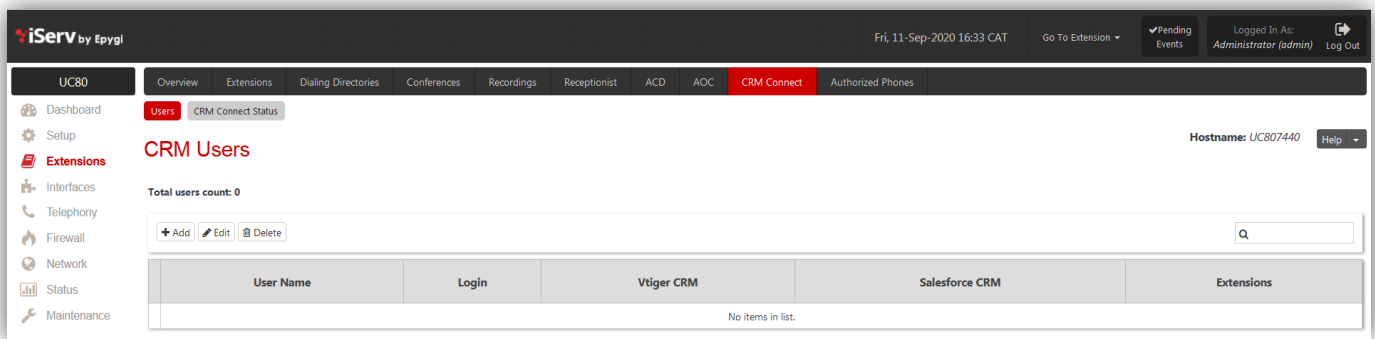 iServ by Epygi
Fri, 11-Sep-2020 16:33 CAT
Go To Extension
Pending Events
Logged In As:
Administrator (admin)
Log Out
UC80
Overview Extensions Dialing Directories Conferences Recordings Receptionist ACD AOC CRM Connect Authorized Phones
Dashboard
Setup
Extensions
Interfaces
Telephony
Firewall
Network
Status
Maintenance
Users CRM Connect Status
Hostname: UC807440
Help
CRM Users
Total users count: 0
Add Edit Delete
User Name Login Vtiger CRM Salesforce CRM Extensions
No items in list.